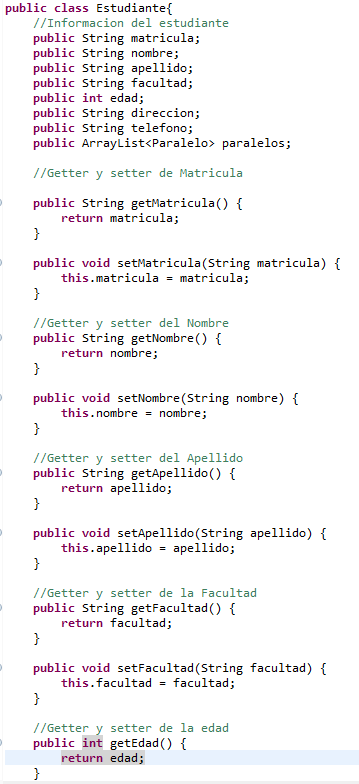 public class Estudiante{
//Informacion del estudiante
public String matricula;
public String nombre;
public String apellido;
public String facultad;
public int edad;
public String direccion;
public String telefono;
public ArrayList<Paralelo> paralelos;
//Getter y setter de Matricula
public String getMatricula() {
return matricula;
}
public void setMatricula(String matricula) {
this.matricula = matricula;
}
//Getter y setter del Nombre
public String getNombre() {
return nombre;
}
public void setNombre(String nombre) {
this.nombre = nombre;
}
//Getter y setter del Apellido
public String getApellido() {
return apellido;
}
public void setApellido(String apellido) {
this.apellido = apellido;
}
//Getter y setter de la Facultad
public String getFacultad() {
return facultad;
}
public void setFacultad(String facultad) {
this.facultad = facultad;
}
//Getter y setter de la edad
public int getEdad() {
return edad;
}